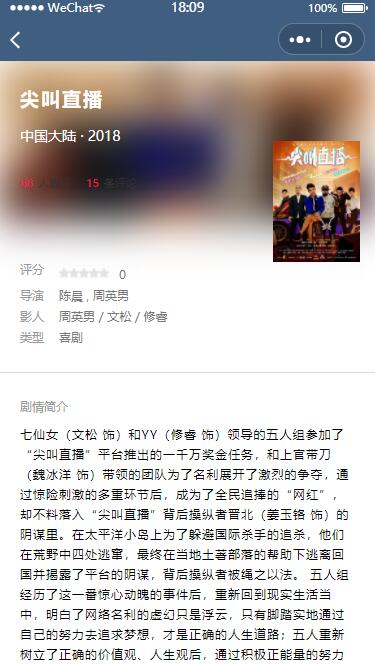 WeChat
18:09
100%
尖叫直播
中国大陆 · 2018
尖叫直播
60
15 条评论
评分 0
导演 陈晨 , 周英男
影人 周英男 / 文松 / 修睿
类型 喜剧
剧情简介
七仙女（文松 饰）和YY（修睿 饰）领导的五人组参加了
“尖叫直播”平台推出的一千万奖金任务，和上官带刀
（魏冰洋 饰）带领的团队为了名利展开了激烈的争夺，通
过惊险刺激的多重环节后，成为了全民追捧的“网红”，
却不料落入“尖叫直播”背后操纵者晋北（姜玉铬 饰）的
阴谋里。在太平洋小岛上为了躲避国际杀手的追杀，他们
在荒野中四处逃窜，最终在当地土著部落的帮助下逃离回
国并揭露了平台的阴谋，背后操纵者被绳之以法。 五人组
经历了这一番惊心动魄的事件后，重新回到现实生活当
中，明白了网络名利的虚幻只是浮云，只有脚踏实地通过
自己的努力去追求梦想，才是正确的人生道路；五人重新
树立了正确的价值观、人生观后，通过积极正能量的努力